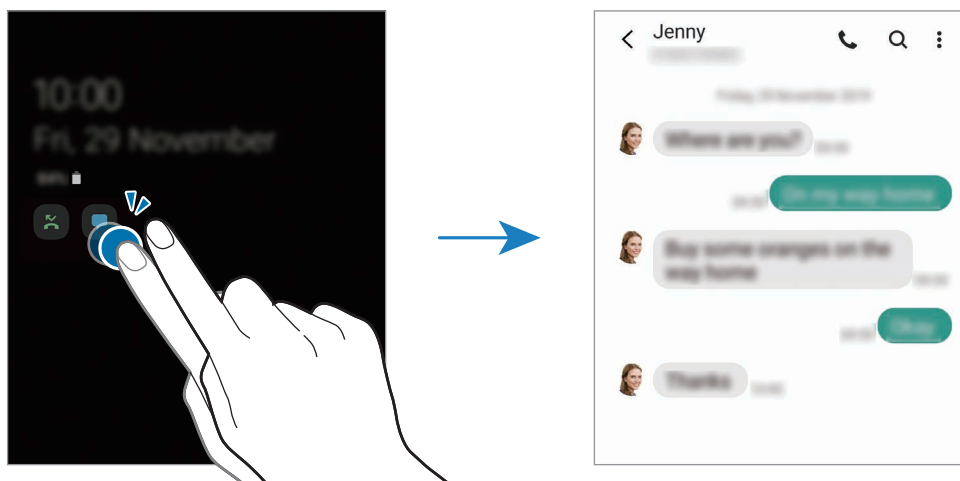 10:00
Fri, 29 November
Jenny
Friday, 29 November 2019
Where are you?
On my way home
Buy some oranges on the
way home
Okay
Thanks